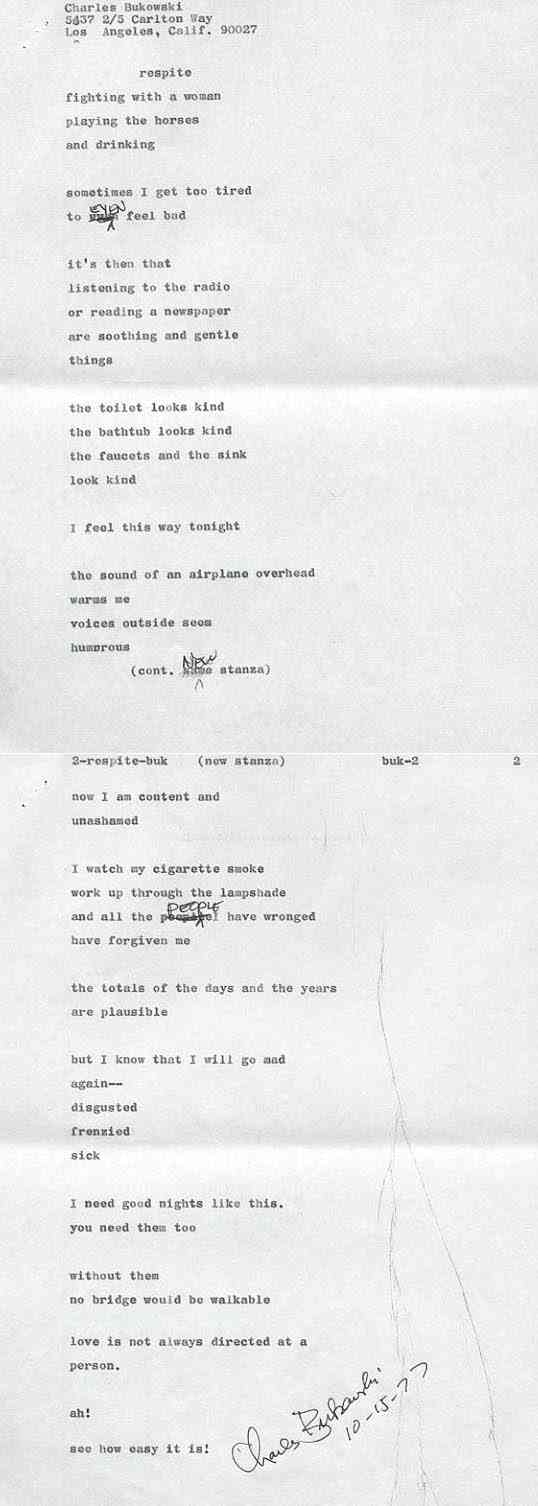 Charles Bukowski
5437 2/5 Carlton Way
Los Angeles, Calif. 90027
respite
fighting with a woman
playing the horses
and drinking
sometimes I get too tired
to EVEN feel bad
it's then that
listening to the radio
or reading a newspaper
are soothing and gentle
things
the toilet looks kind
the bathtub looks kind
the faucets and the sink
look kind
I feel this way tonight
the sound of an airplane overhead
warms me
voices outside seem
humorous
(cont. NEW stanza)
2-respite-buk (new stanza) buk-2 2
now I am content and
unashamed
I watch my cigarette smoke
work up through the lampshade
and all the PEOPLE I have wronged
have forgiven me
the totals of the days and the years
are plausible
but I know that I will go mad
again--
disgusted
frenzied
sick
I need good nights like this.
you need them too
without them
no bridge would be walkable
love is not always directed at a
person.
ah!
see how easy it is!
Charles Bukowski
10-15-77